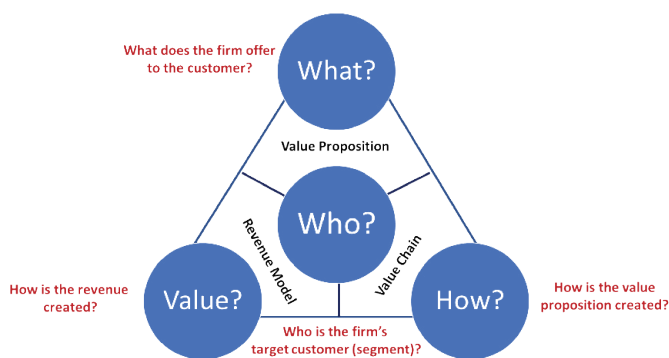 What does the firm offer
to the customer?
What?
Value Proposition
Who?
Revenue Model
Value Chain
How is the revenue
created?
Value?
How?
How is the value
proposition created?
Who is the firm's
target customer (segment)?